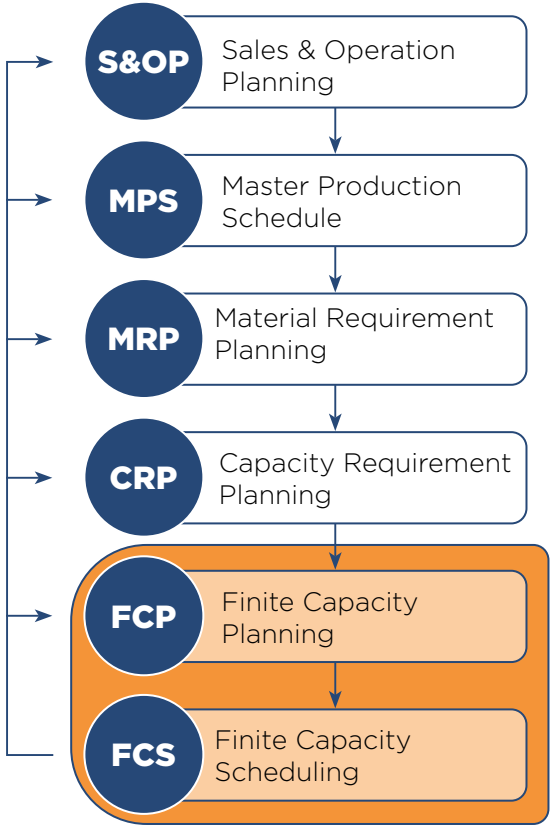 S&OP
Sales & Operation
Planning
MPS
Master Production
Schedule
MRP
Material Requirement
Planning
CRP
Capacity Requirement
Planning
FCP
Finite Capacity
Planning
FCS
Finite Capacity
Scheduling